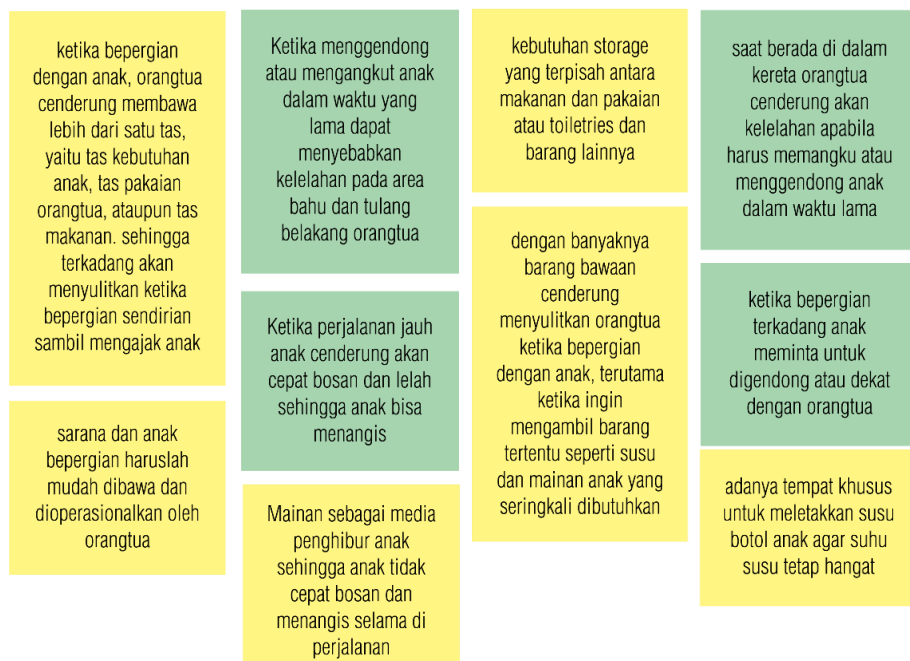 ketika bepergian
dengan anak, orangtua
cenderung membawa
lebih dari satu tas,
yaitu tas kebutuhan
anak, tas pakaian
orangtua, ataupun tas
makanan. sehingga
terkadang akan
menyulitkan ketika
bepergian sendirian
sambil mengajak anak
sarana dan anak
bepergian haruslah
mudah dibawa dan
dioperasionalkan oleh
orangtua
Ketika menggendong
atau mengangkut anak
dalam waktu yang
lama dapat
menyebabkan
kelelahan pada area
bahu dan tulang
belakang orangtua
Ketika perjalanan jauh
anak cenderung akan
cepat bosan dan lelah
sehingga anak bisa
menangis
Mainan sebagai media
penghibur anak
sehingga anak tidak
cepat bosan dan
menangis selama di
perjalanan
kebutuhan storage
yang terpisah antara
makanan dan pakaian
atau toiletries dan
barang lainnya
dengan banyaknya
barang bawaan
cenderung
menyulitkan orangtua
ketika bepergian
dengan anak, terutama
ketika ingin
mengambil barang
tertentu seperti susu
dan mainan anak yang
seringkali dibutuhkan
saat berada di dalam
kereta orangtua
cenderung akan
kelelahan apabila
harus memangku atau
menggendong anak
dalam waktu lama
ketika bepergian
terkadang anak
meminta untuk
digendong atau dekat
dengan orangtua
adanya tempat khusus
untuk meletakkan susu
botol anak agar suhu
susu tetap hangat